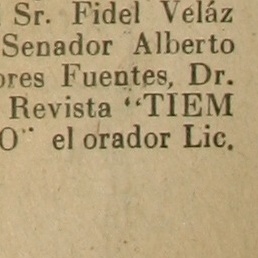 Sr. Fidel Veláz
Senador Alberto
ores Fuentes, Dr.
Revista "TIEM
O" el orador Lic.